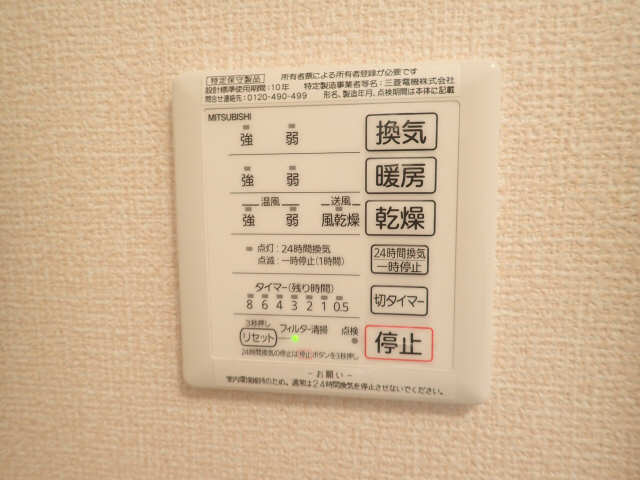 特定保守製品 所有者票による所有者登録が必要です
設計標準使用期間:10年 特定製造事業者等名:三菱電機株式会社
問合せ連絡先:0120-490-499 形名、製造年月、点検期間は本体に記載
MITSUBISHI
強 弱 換気
強 弱 暖房
温風 送風
強 弱 風乾燥 乾燥
点灯:24時間換気
点滅:一時停止(1時間)
24時間換気
一時停止
タイマー(残り時間)
8 6 4 3 2 1 0.5
切タイマー
3秒押し
リセット フィルター清掃 点検
停止
24時間換気の停止は停止ボタンを3秒押し
-お願い-
室内環境維持のため、通常は24時間換気を停止させないでください。